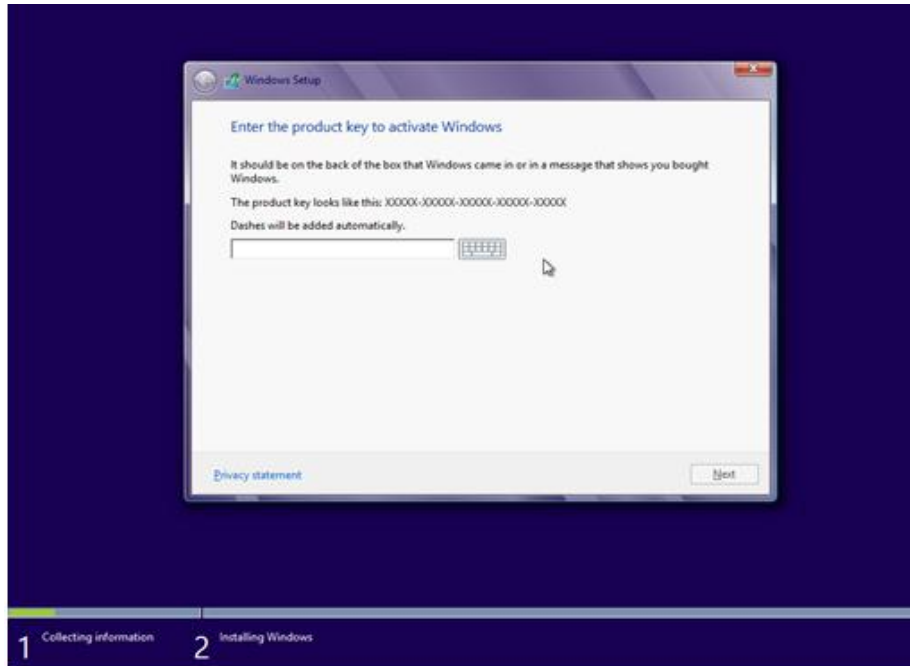 Windows Setup
Enter the product key to activate Windows
It should be on the back of the box that Windows came in or in a message that shows you bought
Windows.
The product key looks like this: XXXXX-XXXXX-XXXXX-XXXXX-XXXXX
Dashes will be added automatically.
Privacy statement
Next
1 Collecting information
2 Installing Windows